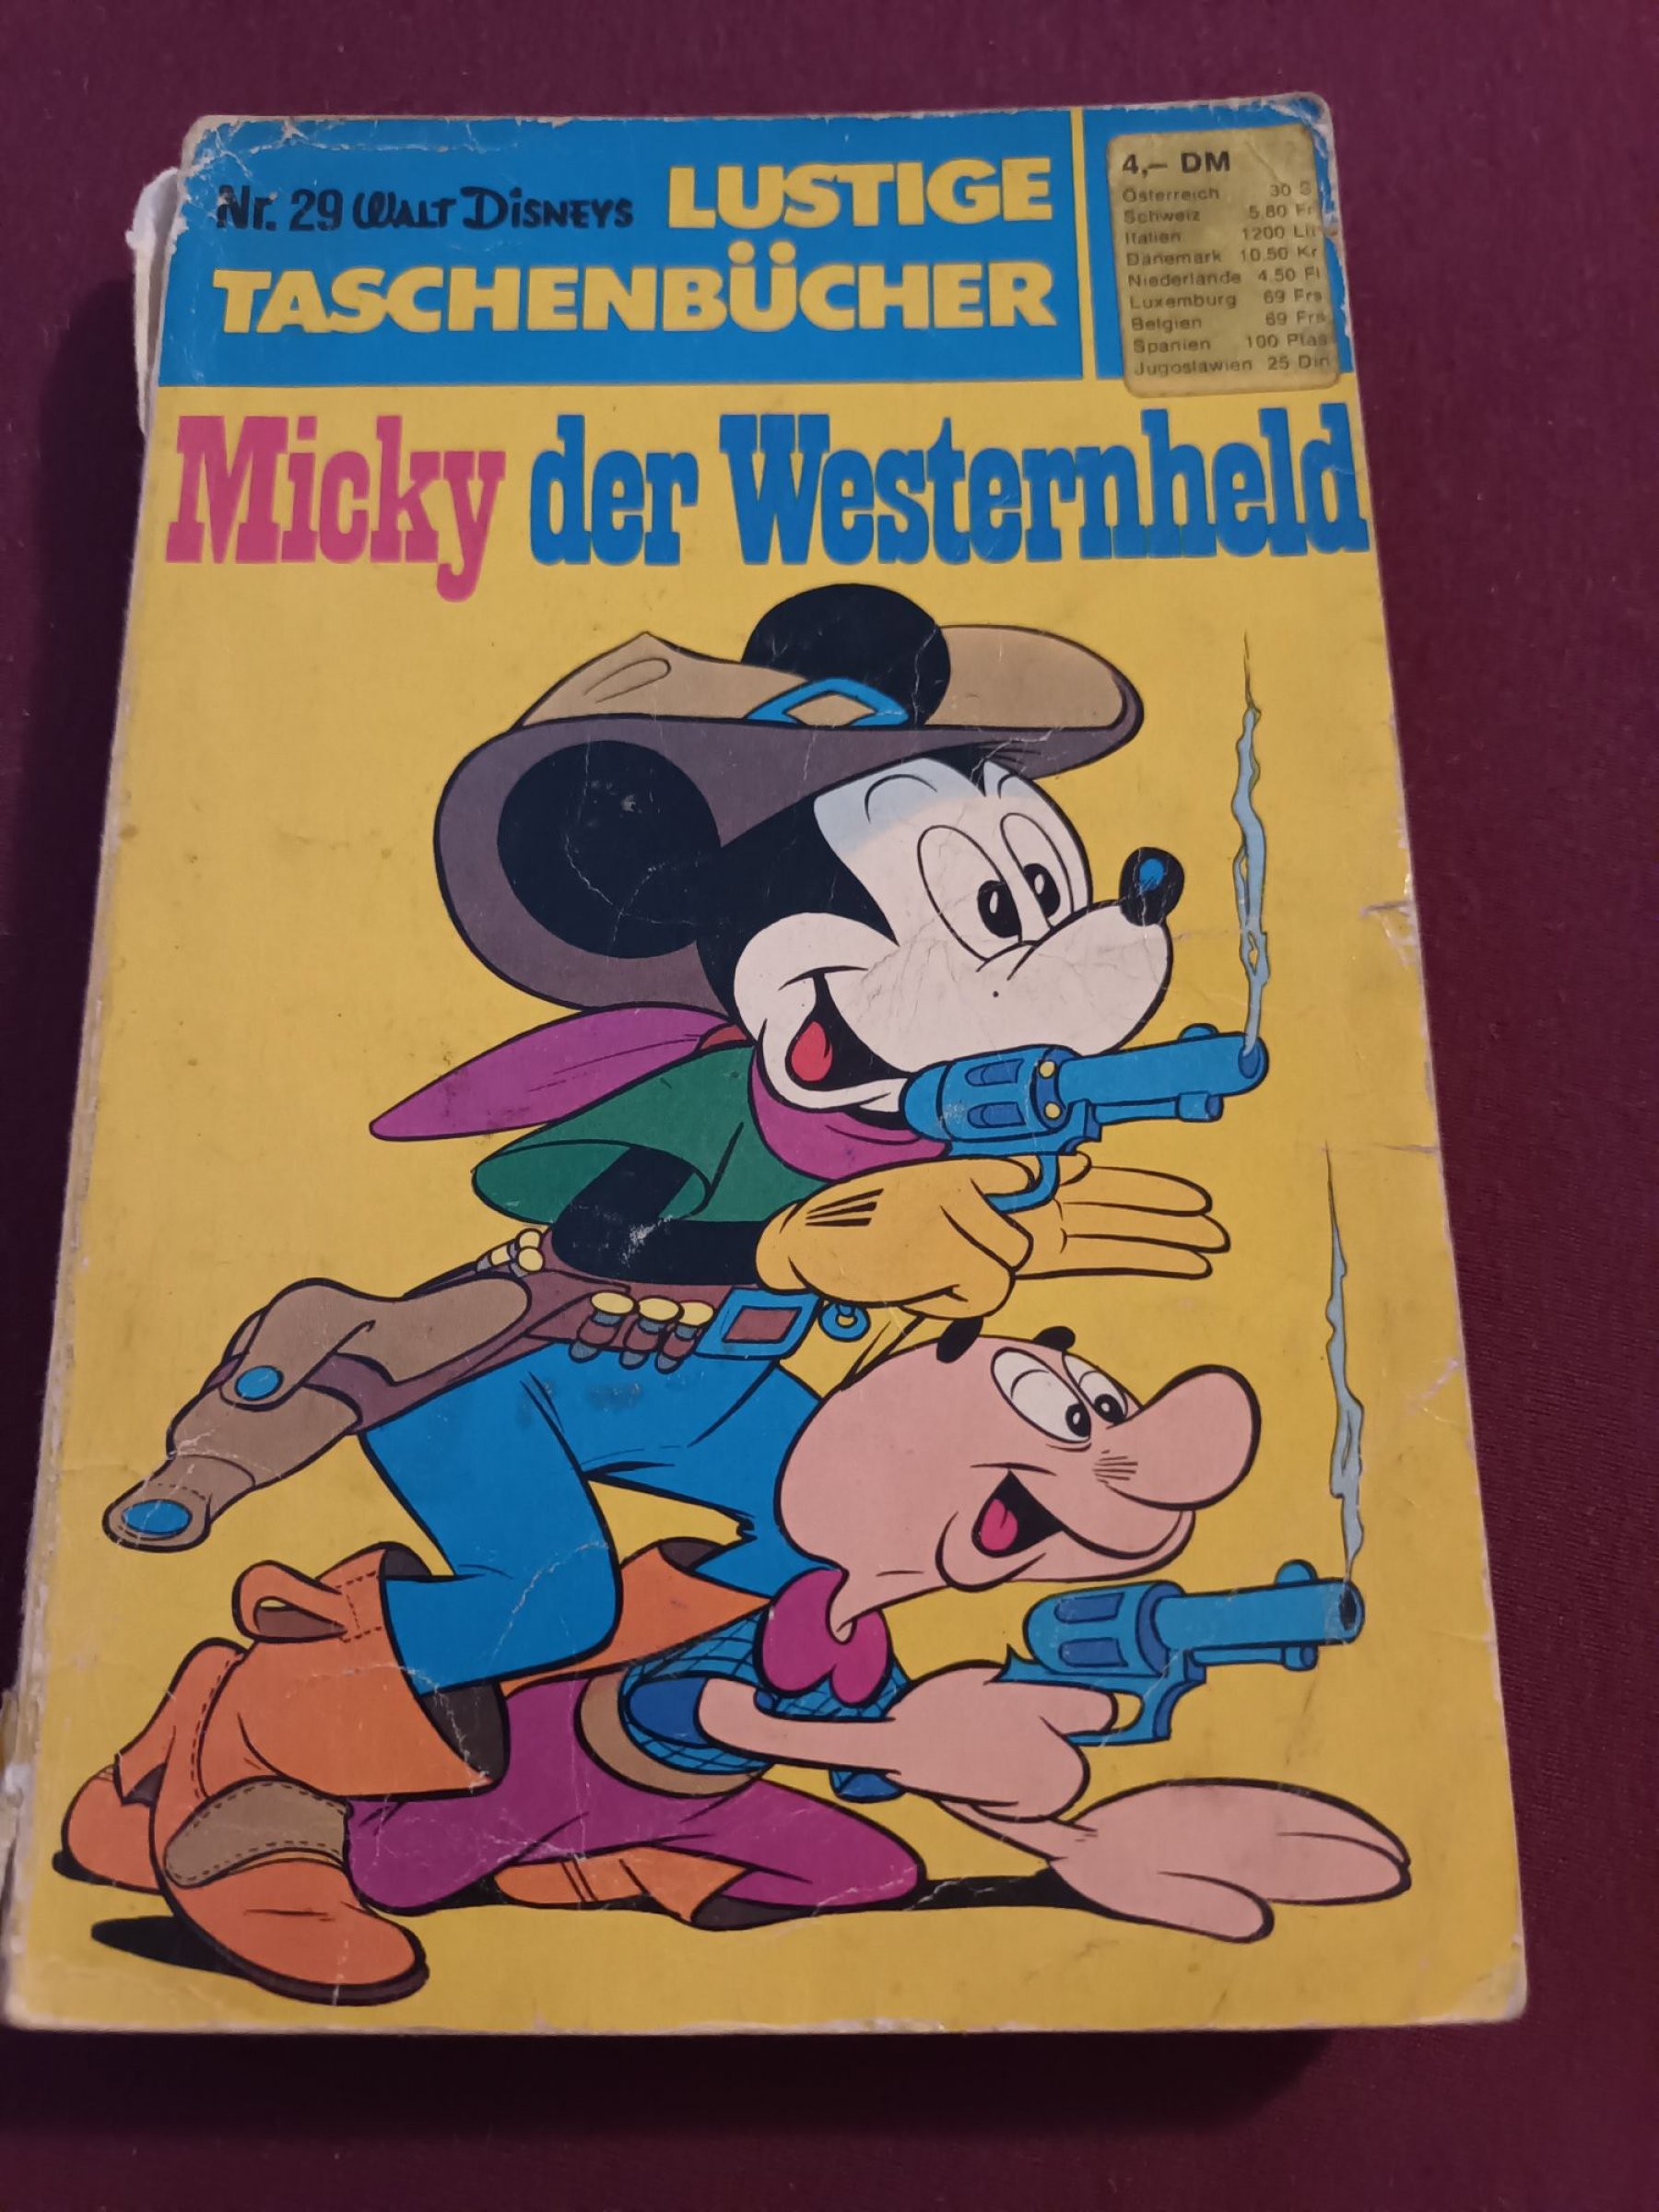 Nr. 29 WALT DISNEYS LUSTIGE
TASCHENBÜCHER
4,– DM
Österreich 30 S
Schweiz 5,80 Fr
Italien 1200 Lit
Dänemark 10.50 Kr
Niederlande 4.50 Fl
Luxemburg 69 Frs
Belgien 69 Frs
Spanien 100 Ptas
Jugoslawien 25 Din
Micky der Westernheld